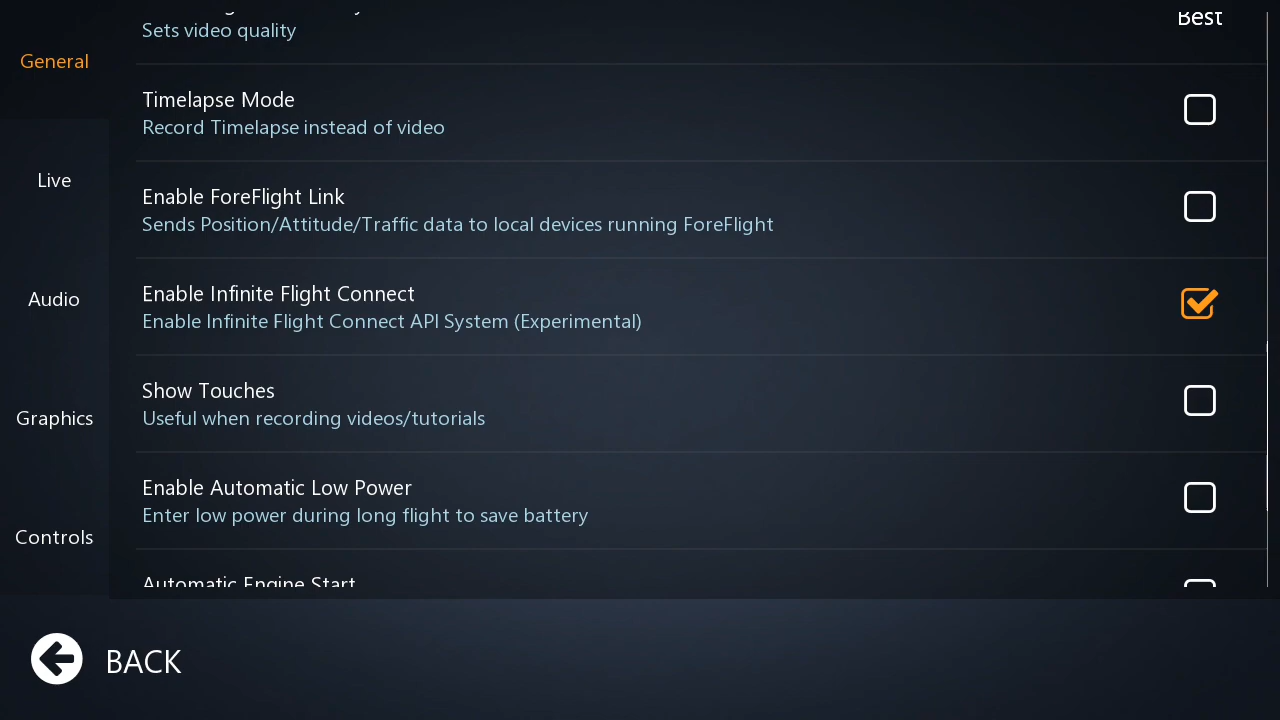 Sets video quality
Best
General
Timelapse Mode
Record Timelapse instead of video
Enable ForeFlight Link
Sends Position/Attitude/Traffic data to local devices running ForeFlight
Live
Enable Infinite Flight Connect
Enable Infinite Flight Connect API System (Experimental)
Audio
Show Touches
Useful when recording videos/tutorials
Graphics
Enable Automatic Low Power
Enter low power during long flight to save battery
Controls
Automatic Engine Start
BACK